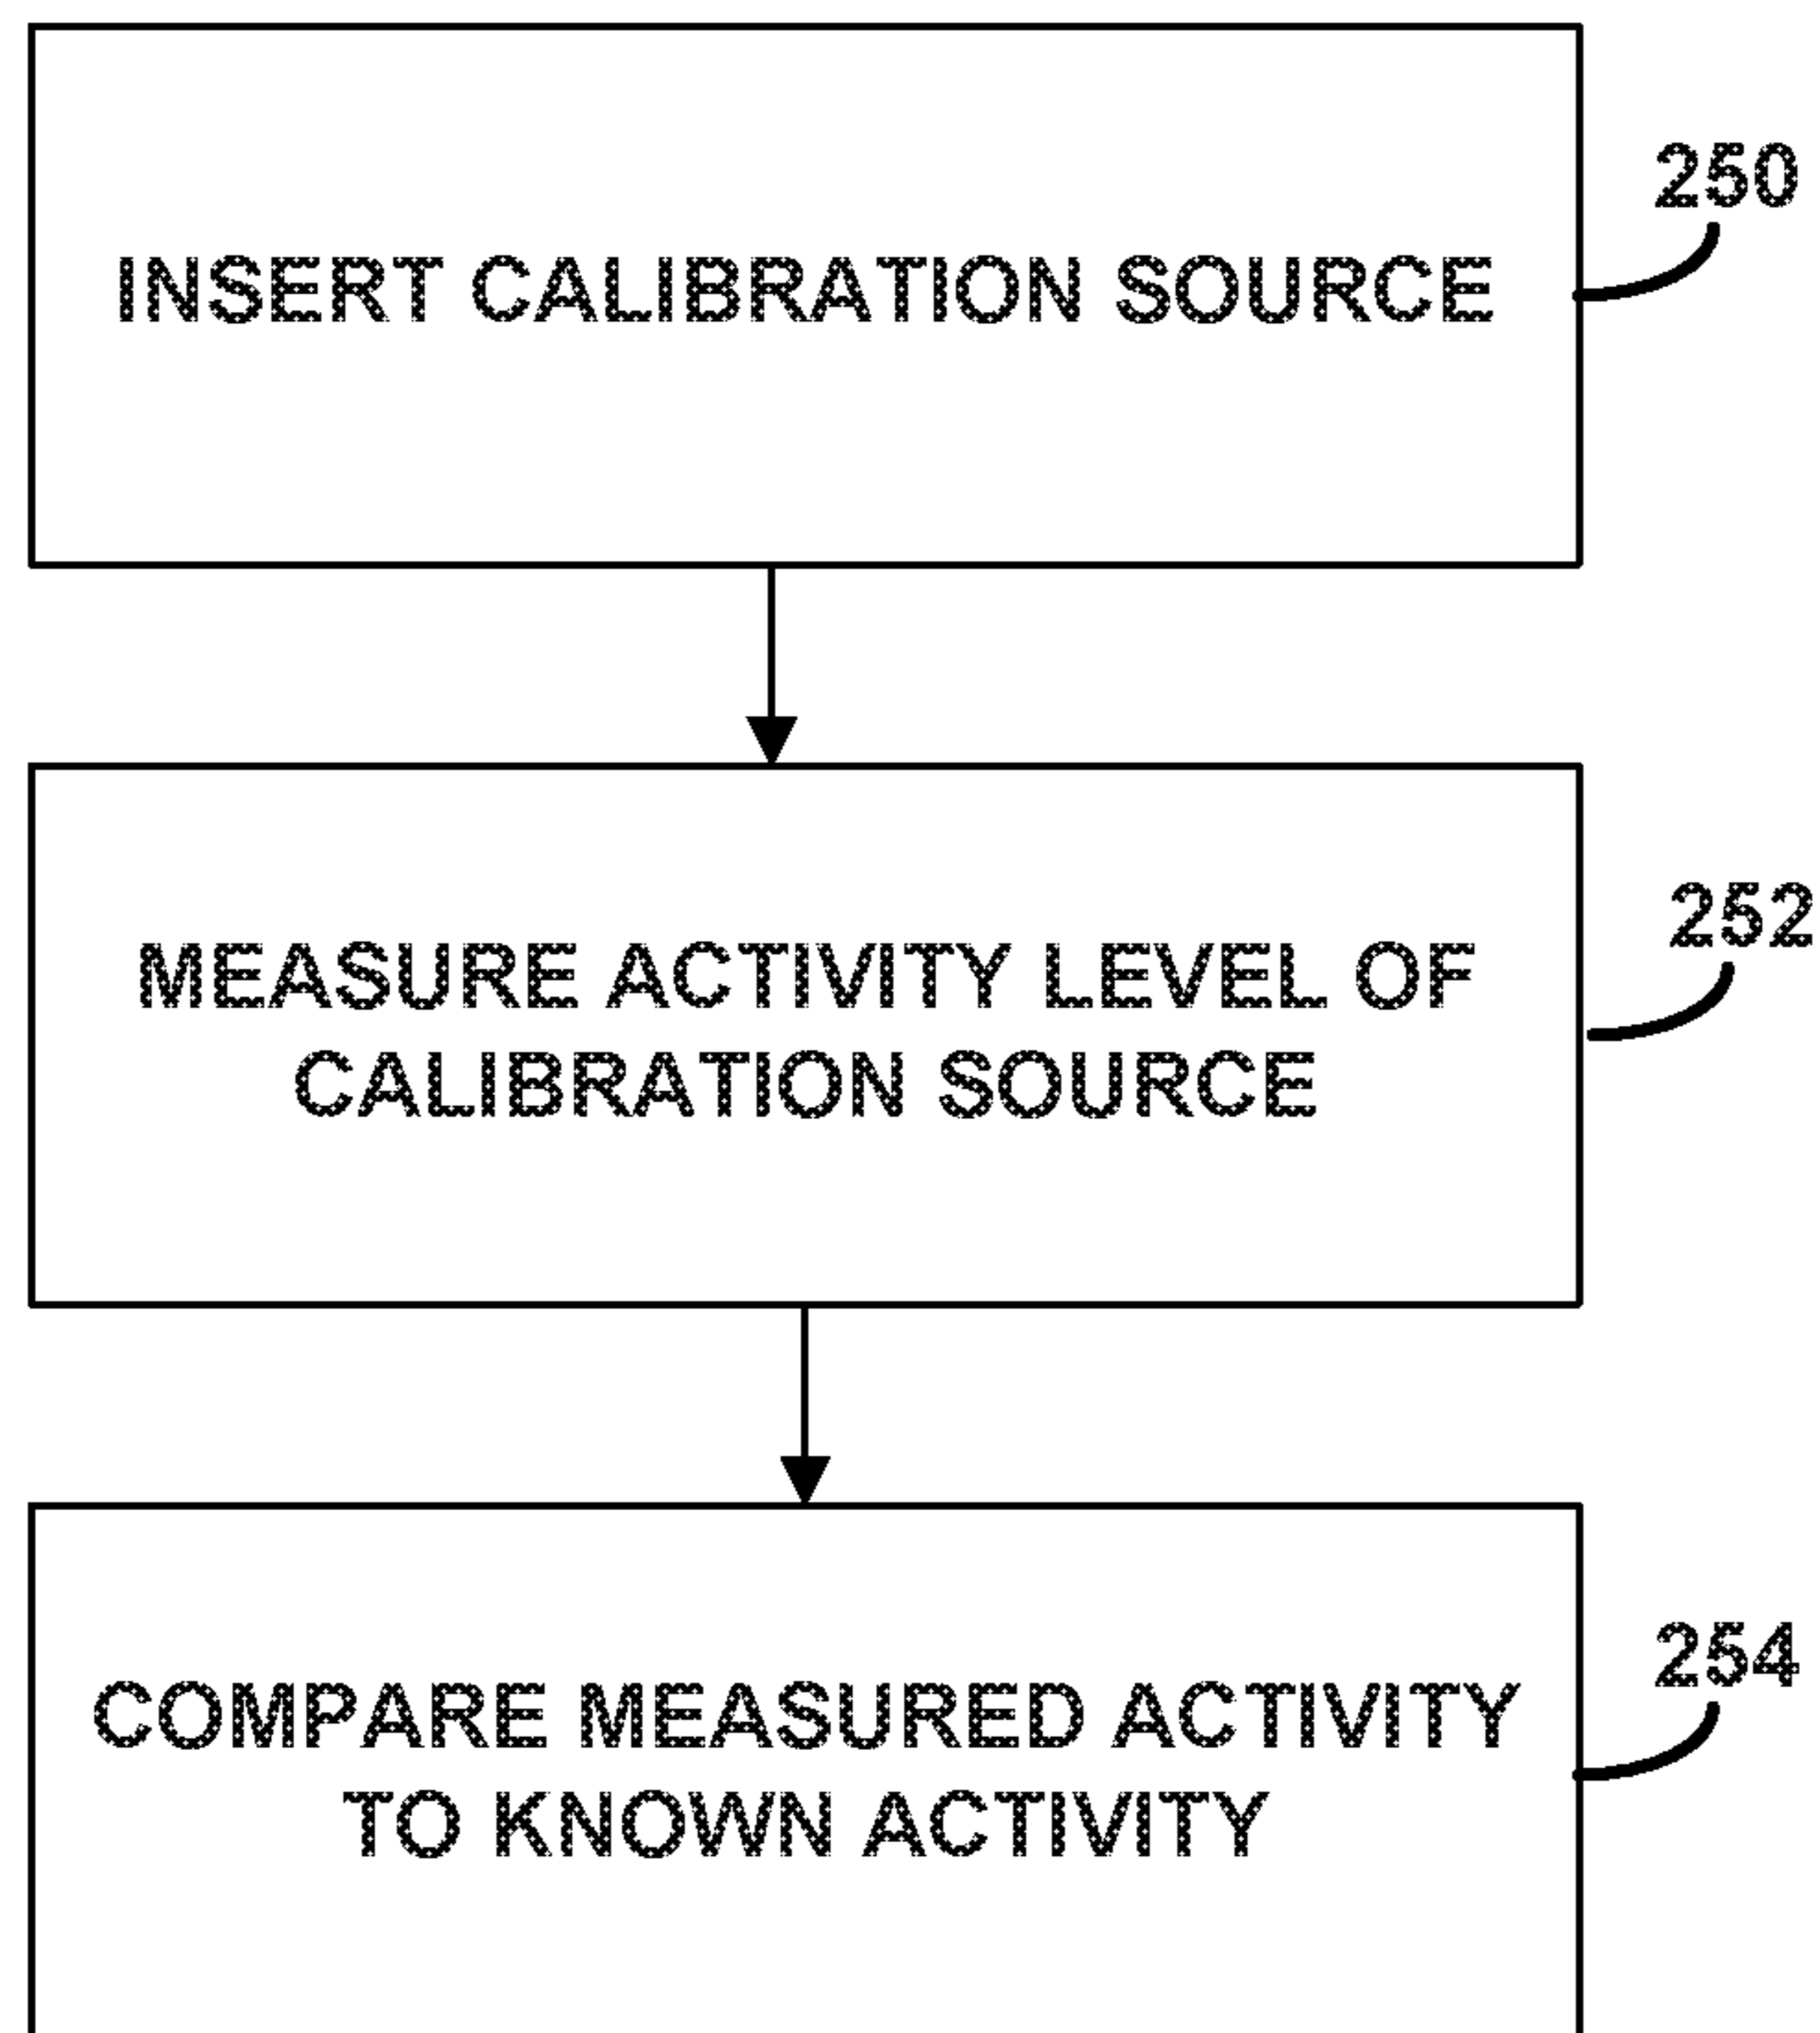 250
INSERT CALIBRATION SOURCE
252
MEASURE ACTIVITY LEVEL OF
CALIBRATION SOURCE
254
COMPARE MEASURED ACTIVITY
TO KNOWN ACTIVITY